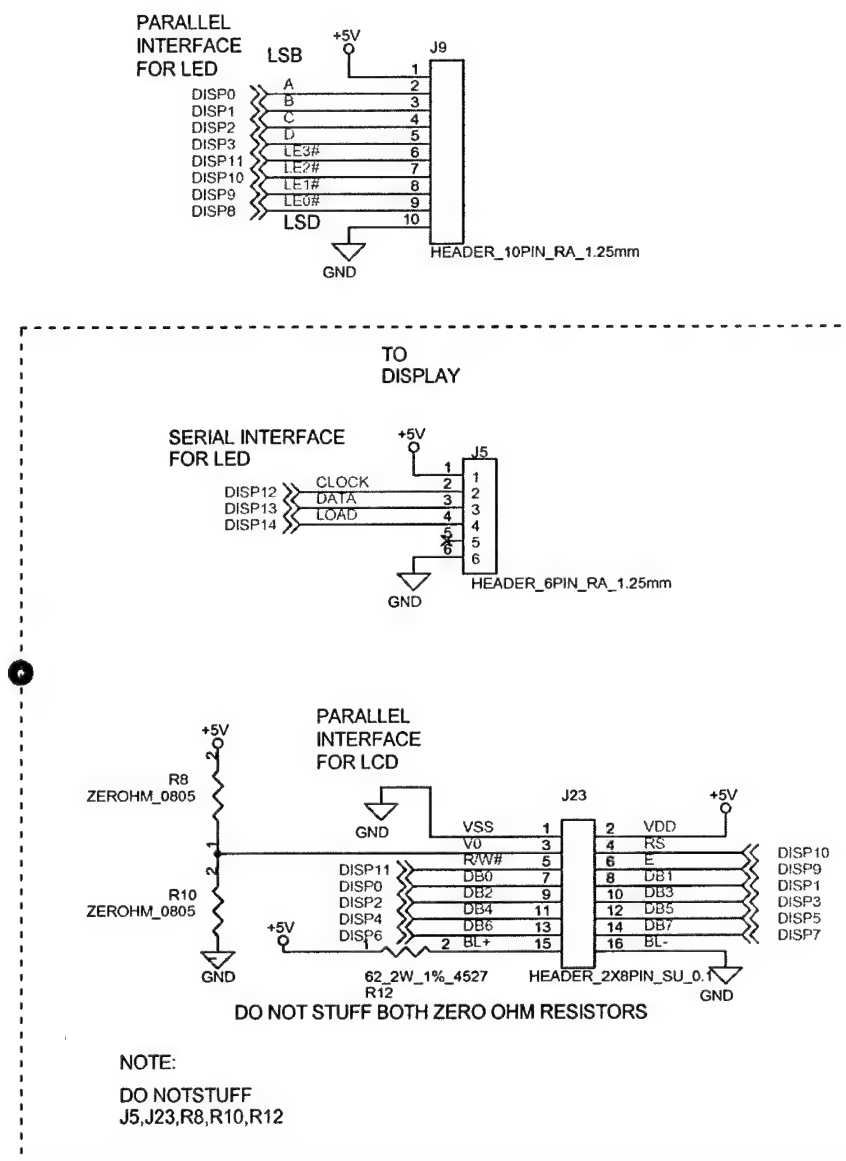 PARALLEL
INTERFACE
FOR LED
LSB
+5V
J9
1
DISP0 A 2
DISP1 B 3
DISP2 C 4
DISP3 D 5
DISP11 LE3# 6
DISP10 LE2# 7
DISP9 LE1# 8
DISP8 LE0# 9
LSD 10
HEADER_10PIN_RA_1.25mm
GND
TO
DISPLAY
SERIAL INTERFACE
FOR LED
+5V
J5
1 1
DISP12 CLOCK 2 2
DISP13 DATA 3 3
DISP14 LOAD 4 4
5 5
6 6
HEADER_6PIN_RA_1.25mm
GND
PARALLEL
INTERFACE
FOR LCD
+5V
2
R8
ZEROHM_0805
1
2
R10
ZEROHM_0805
1
GND
GND
J23
+5V
VSS 1 2 VDD
V0 3 4 RS DISP10
DISP11 R/W# 5 6 E DISP9
DISP0 DB0 7 8 DB1 DISP1
DISP2 DB2 9 10 DB3 DISP3
DISP4 DB4 11 12 DB5 DISP5
DISP6 DB6 13 14 DB7 DISP7
+5V 1 2 BL+ 15 16 BL-
62_2W_1%_4527
R12
HEADER_2X8PIN_SU_0.1
GND
DO NOT STUFF BOTH ZERO OHM RESISTORS
NOTE:
DO NOTSTUFF
J5,J23,R8,R10,R12